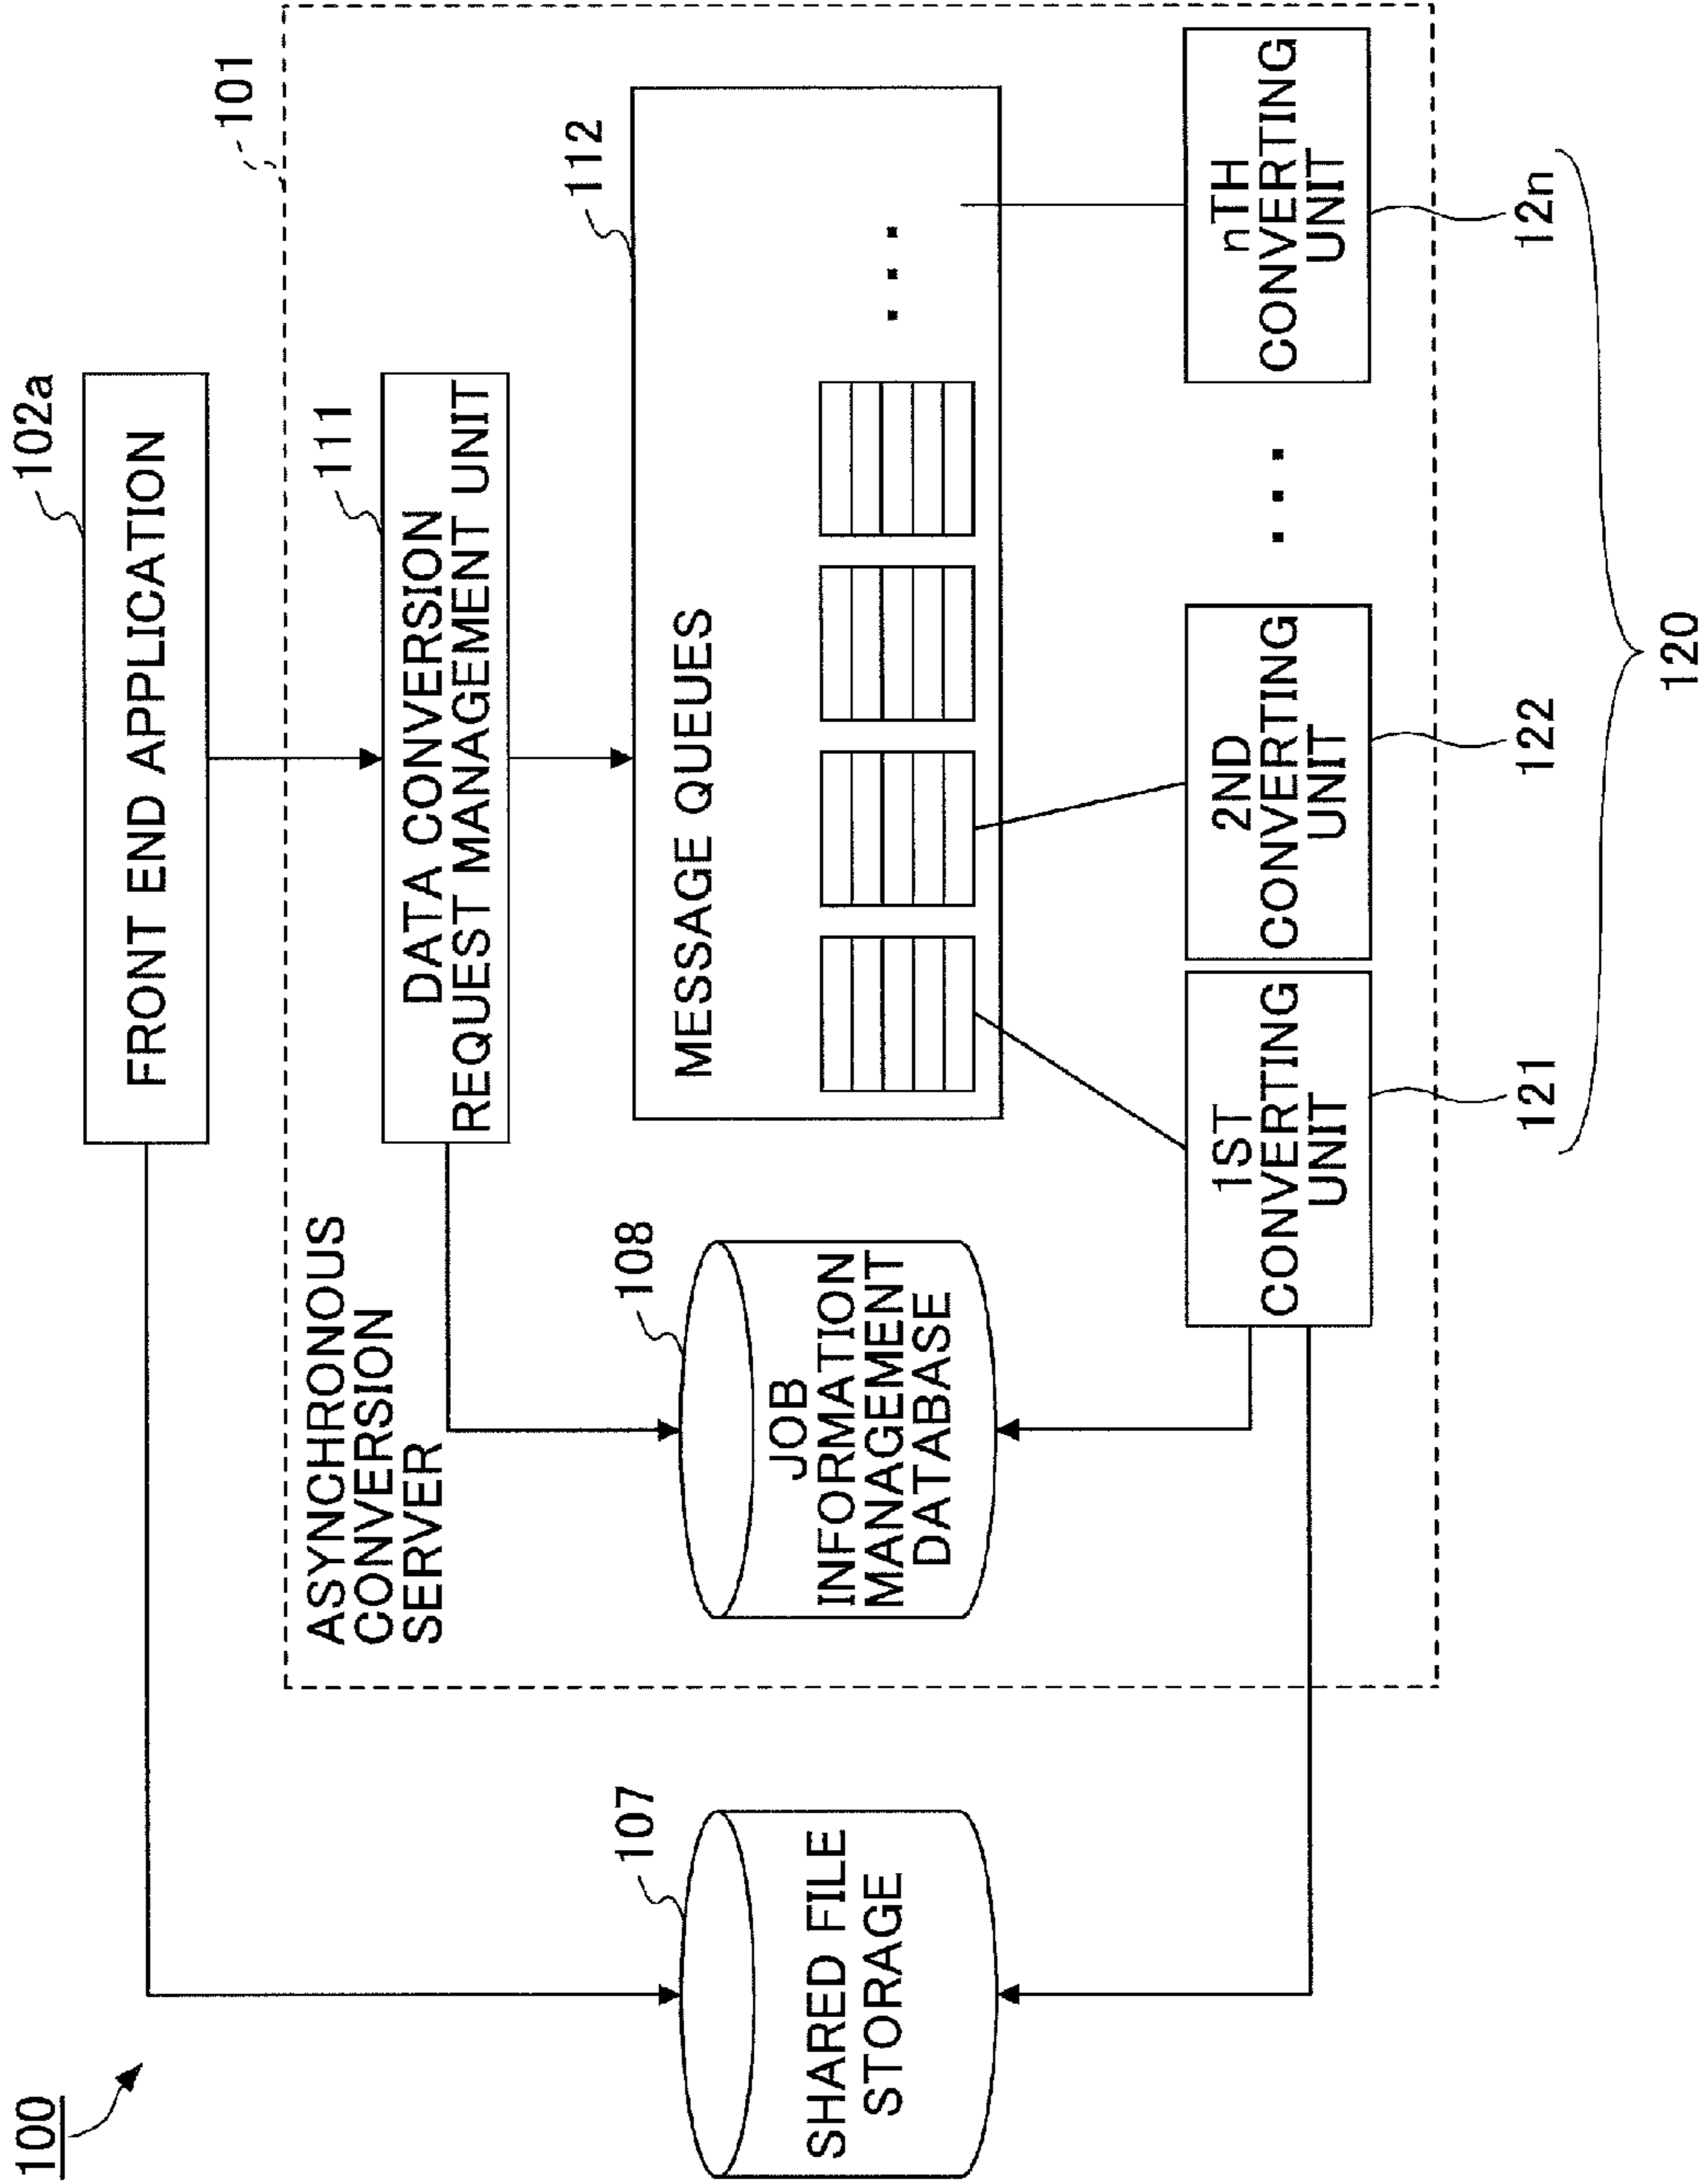 100
102a
FRONT END APPLICATION
101
ASYNCHRONOUS
CONVERSION
SERVER
111
DATA CONVERSION
REQUEST MANAGEMENT UNIT
107
SHARED FILE
STORAGE
108
JOB
INFORMATION
MANAGEMENT
DATABASE
112
MESSAGE QUEUES
. . .
1ST
CONVERTING
UNIT
2ND
CONVERTING
UNIT
. . .
nTH
CONVERTING
UNIT
121
122
12n
120